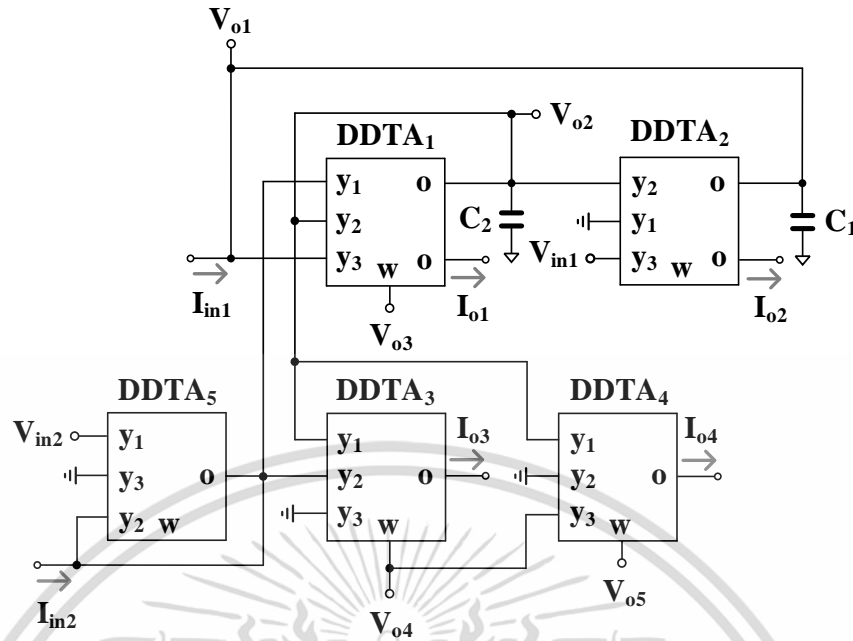 Vo1
Vo2
DDTA1
DDTA2
y1 o
y2
y3 o
w
C2
y2 o
y1
y3 w o
C1
Vin1
Iin1
Vo3
Io1
Io2
DDTA5
DDTA3
DDTA4
Vin2
y1
y3 o
y2 w
Io3
y1
y2 o
y3
w
Io4
y1
y2 o
y3
w
Iin2
Vo4
Vo5